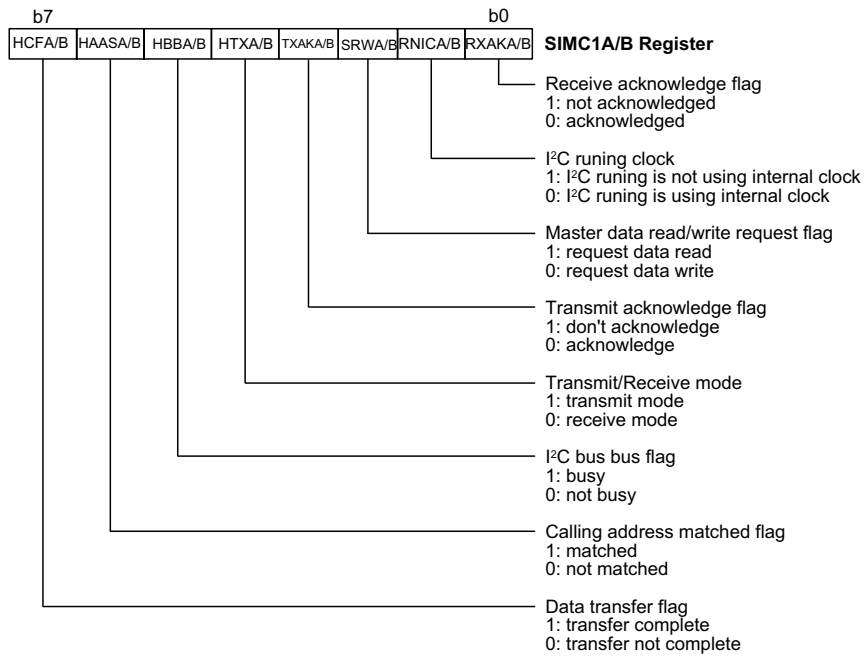 b7 b0
HCFA/B HAASA/B HBBA/B HTXA/B TXAKA/B SRWA/B RNICA/B RXAKA/B SIMC1A/B Register
Receive acknowledge flag
1: not acknowledged
0: acknowledged
I²C runing clock
1: I²C runing is not using internal clock
0: I²C runing is using internal clock
Master data read/write request flag
1: request data read
0: request data write
Transmit acknowledge flag
1: don't acknowledge
0: acknowledge
Transmit/Receive mode
1: transmit mode
0: receive mode
I²C bus bus flag
1: busy
0: not busy
Calling address matched flag
1: matched
0: not matched
Data transfer flag
1: transfer complete
0: transfer not complete